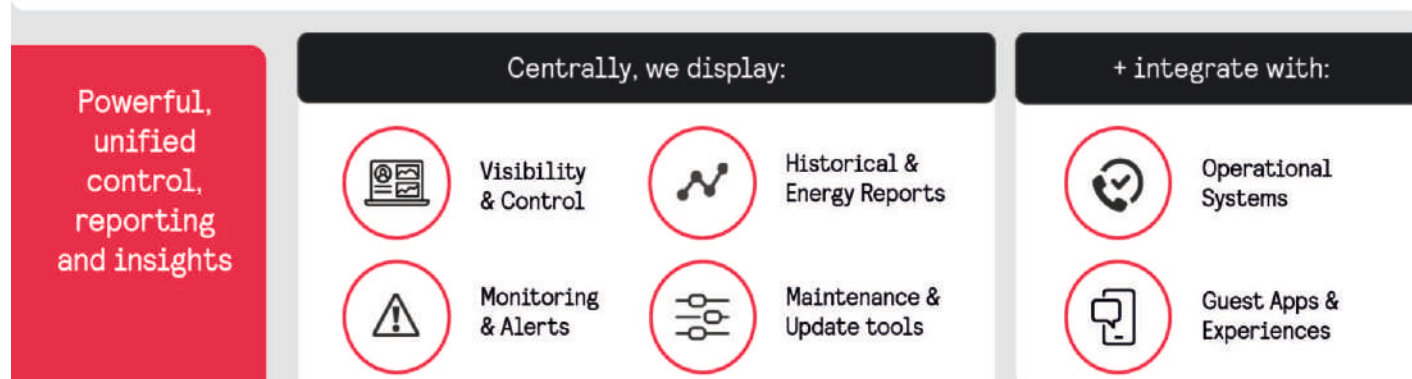 Powerful,
unified
control,
reporting
and insights
Centrally, we display:
Visibility
& Control
Historical &
Energy Reports
Monitoring
& Alerts
Maintenance &
Update tools
+ integrate with:
Operational
Systems
Guest Apps &
Experiences